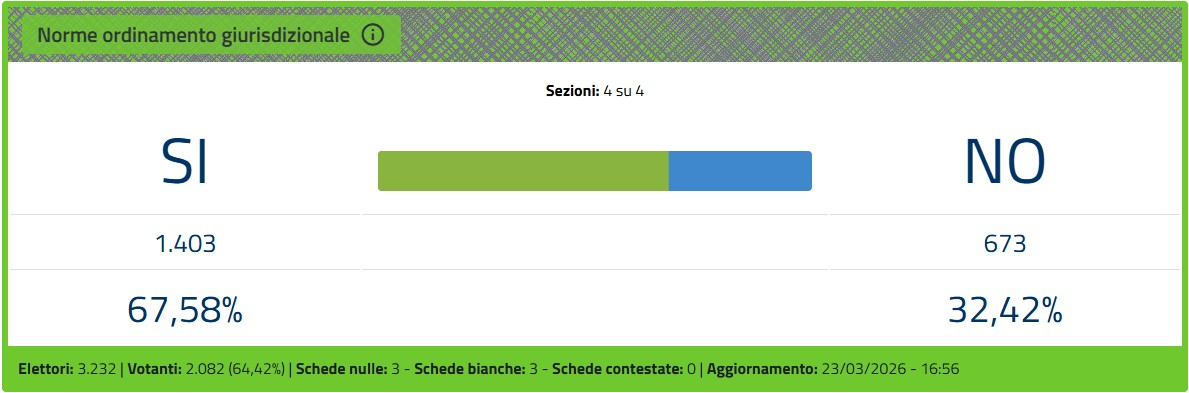 Norme ordinamento giurisdizionale
Sezioni: 4 su 4
SI
NO
1.403
673
67,58%
32,42%
Elettori: 3.232 | Votanti: 2.082 (64,42%) | Schede nulle: 3 - Schede bianche: 3 - Schede contestate: 0 | Aggiornamento: 23/03/2026 - 16:56